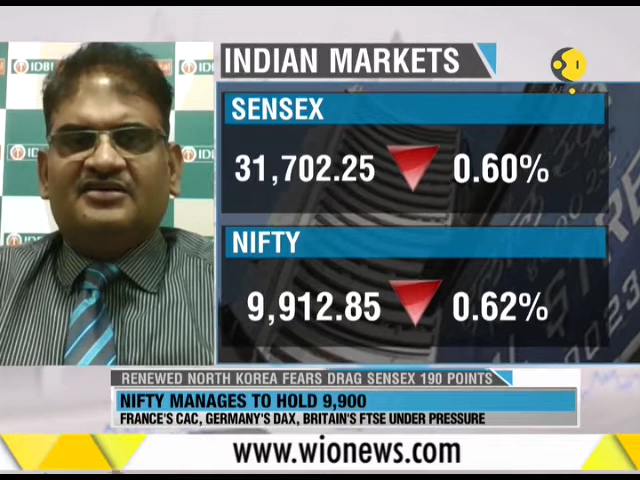 IDBI
INDIAN MARKETS
SENSEX
31,702.25 0.60%
NIFTY
9,912.85 0.62%
RENEWED NORTH KOREA FEARS DRAG SENSEX 190 POINTS
NIFTY MANAGES TO HOLD 9,900
FRANCE'S CAC, GERMANY'S DAX, BRITAIN'S FTSE UNDER PRESSURE
www.wionews.com